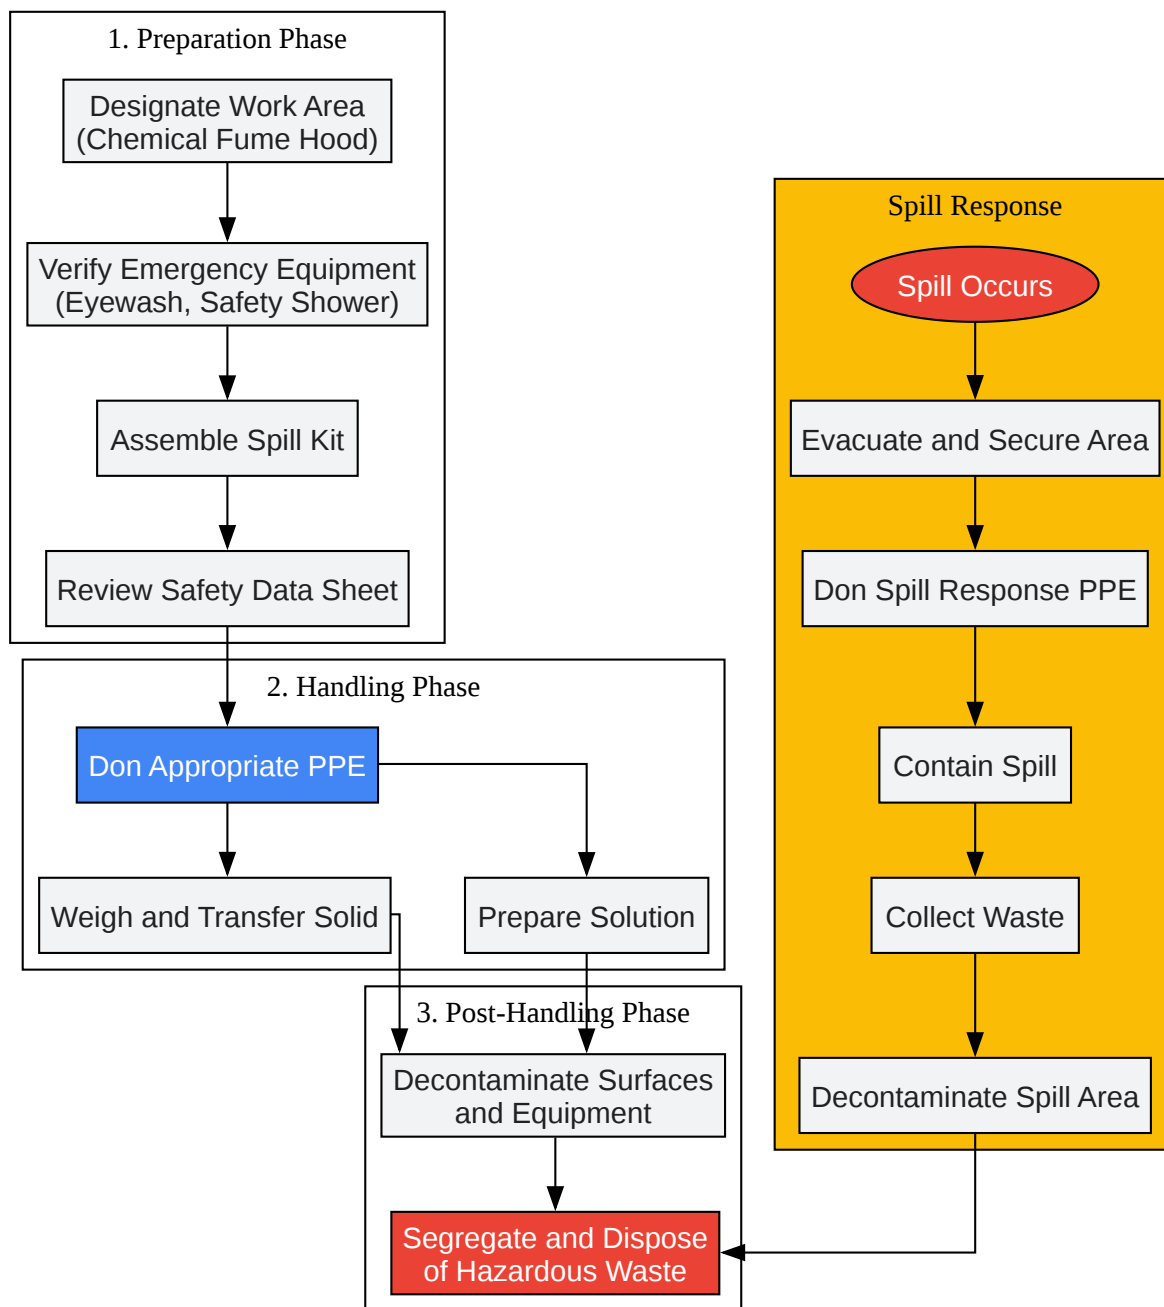 1. Preparation Phase
Designate Work Area
(Chemical Fume Hood)
Verify Emergency Equipment
(Eyewash, Safety Shower)
Assemble Spill Kit
Review Safety Data Sheet
2. Handling Phase
Don Appropriate PPE
Weigh and Transfer Solid
Prepare Solution
3. Post-Handling Phase
Decontaminate Surfaces
and Equipment
Segregate and Dispose
of Hazardous Waste
Spill Response
Spill Occurs
Evacuate and Secure Area
Don Spill Response PPE
Contain Spill
Collect Waste
Decontaminate Spill Area